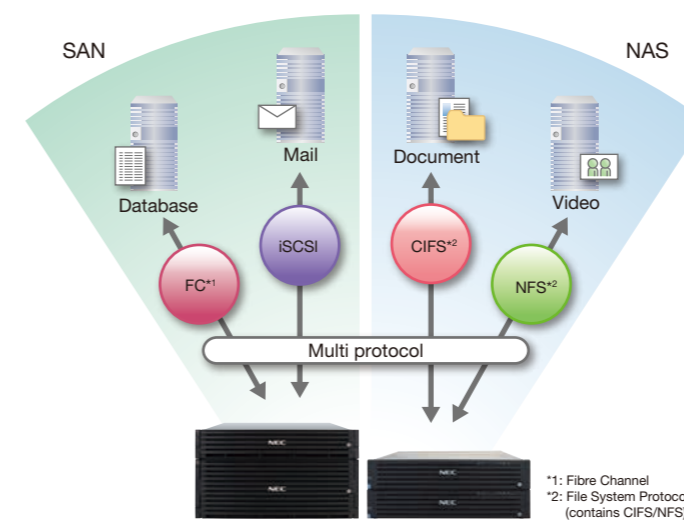 SAN
NAS
Mail
Document
Database
Video
iSCSI
CIFS*2
FC*1
NFS*2
Multi protocol
NEC
NEC
NEC
NEC
*1: Fibre Channel
*2: File System Protoco
(contains CIFS/NFS)